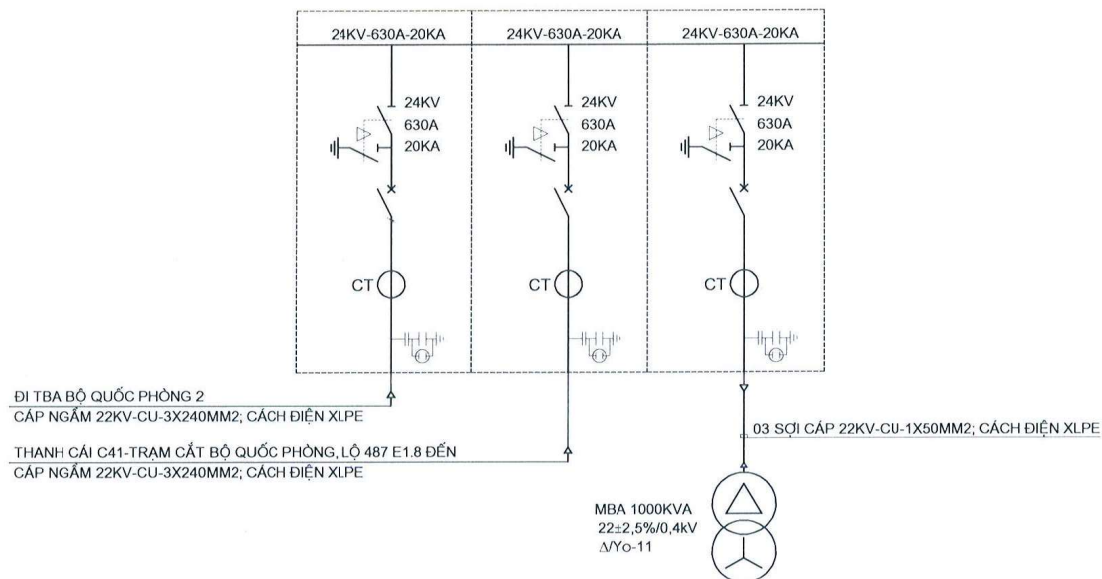 24KV-630A-20KA
24KV-630A-20KA
24KV-630A-20KA
24KV
630A
20KA
24KV
630A
20KA
24KV
630A
20KA
CT
CT
CT
ĐI TBA BỘ QUỐC PHÒNG 2
CÁP NGẦM 22KV-CU-3X240MM2; CÁCH ĐIỆN XLPE
03 SỢI CÁP 22KV-CU-1X50MM2; CÁCH ĐIỆN XLPE
THANH CÁI C41-TRẠM CẮT BỘ QUỐC PHÒNG, LỘ 487 E1.8 ĐẾN
CÁP NGẦM 22KV-CU-3X240MM2; CÁCH ĐIỆN XLPE
MBA 1000KVA
22±2,5%/0,4kV
Δ/Yo-11